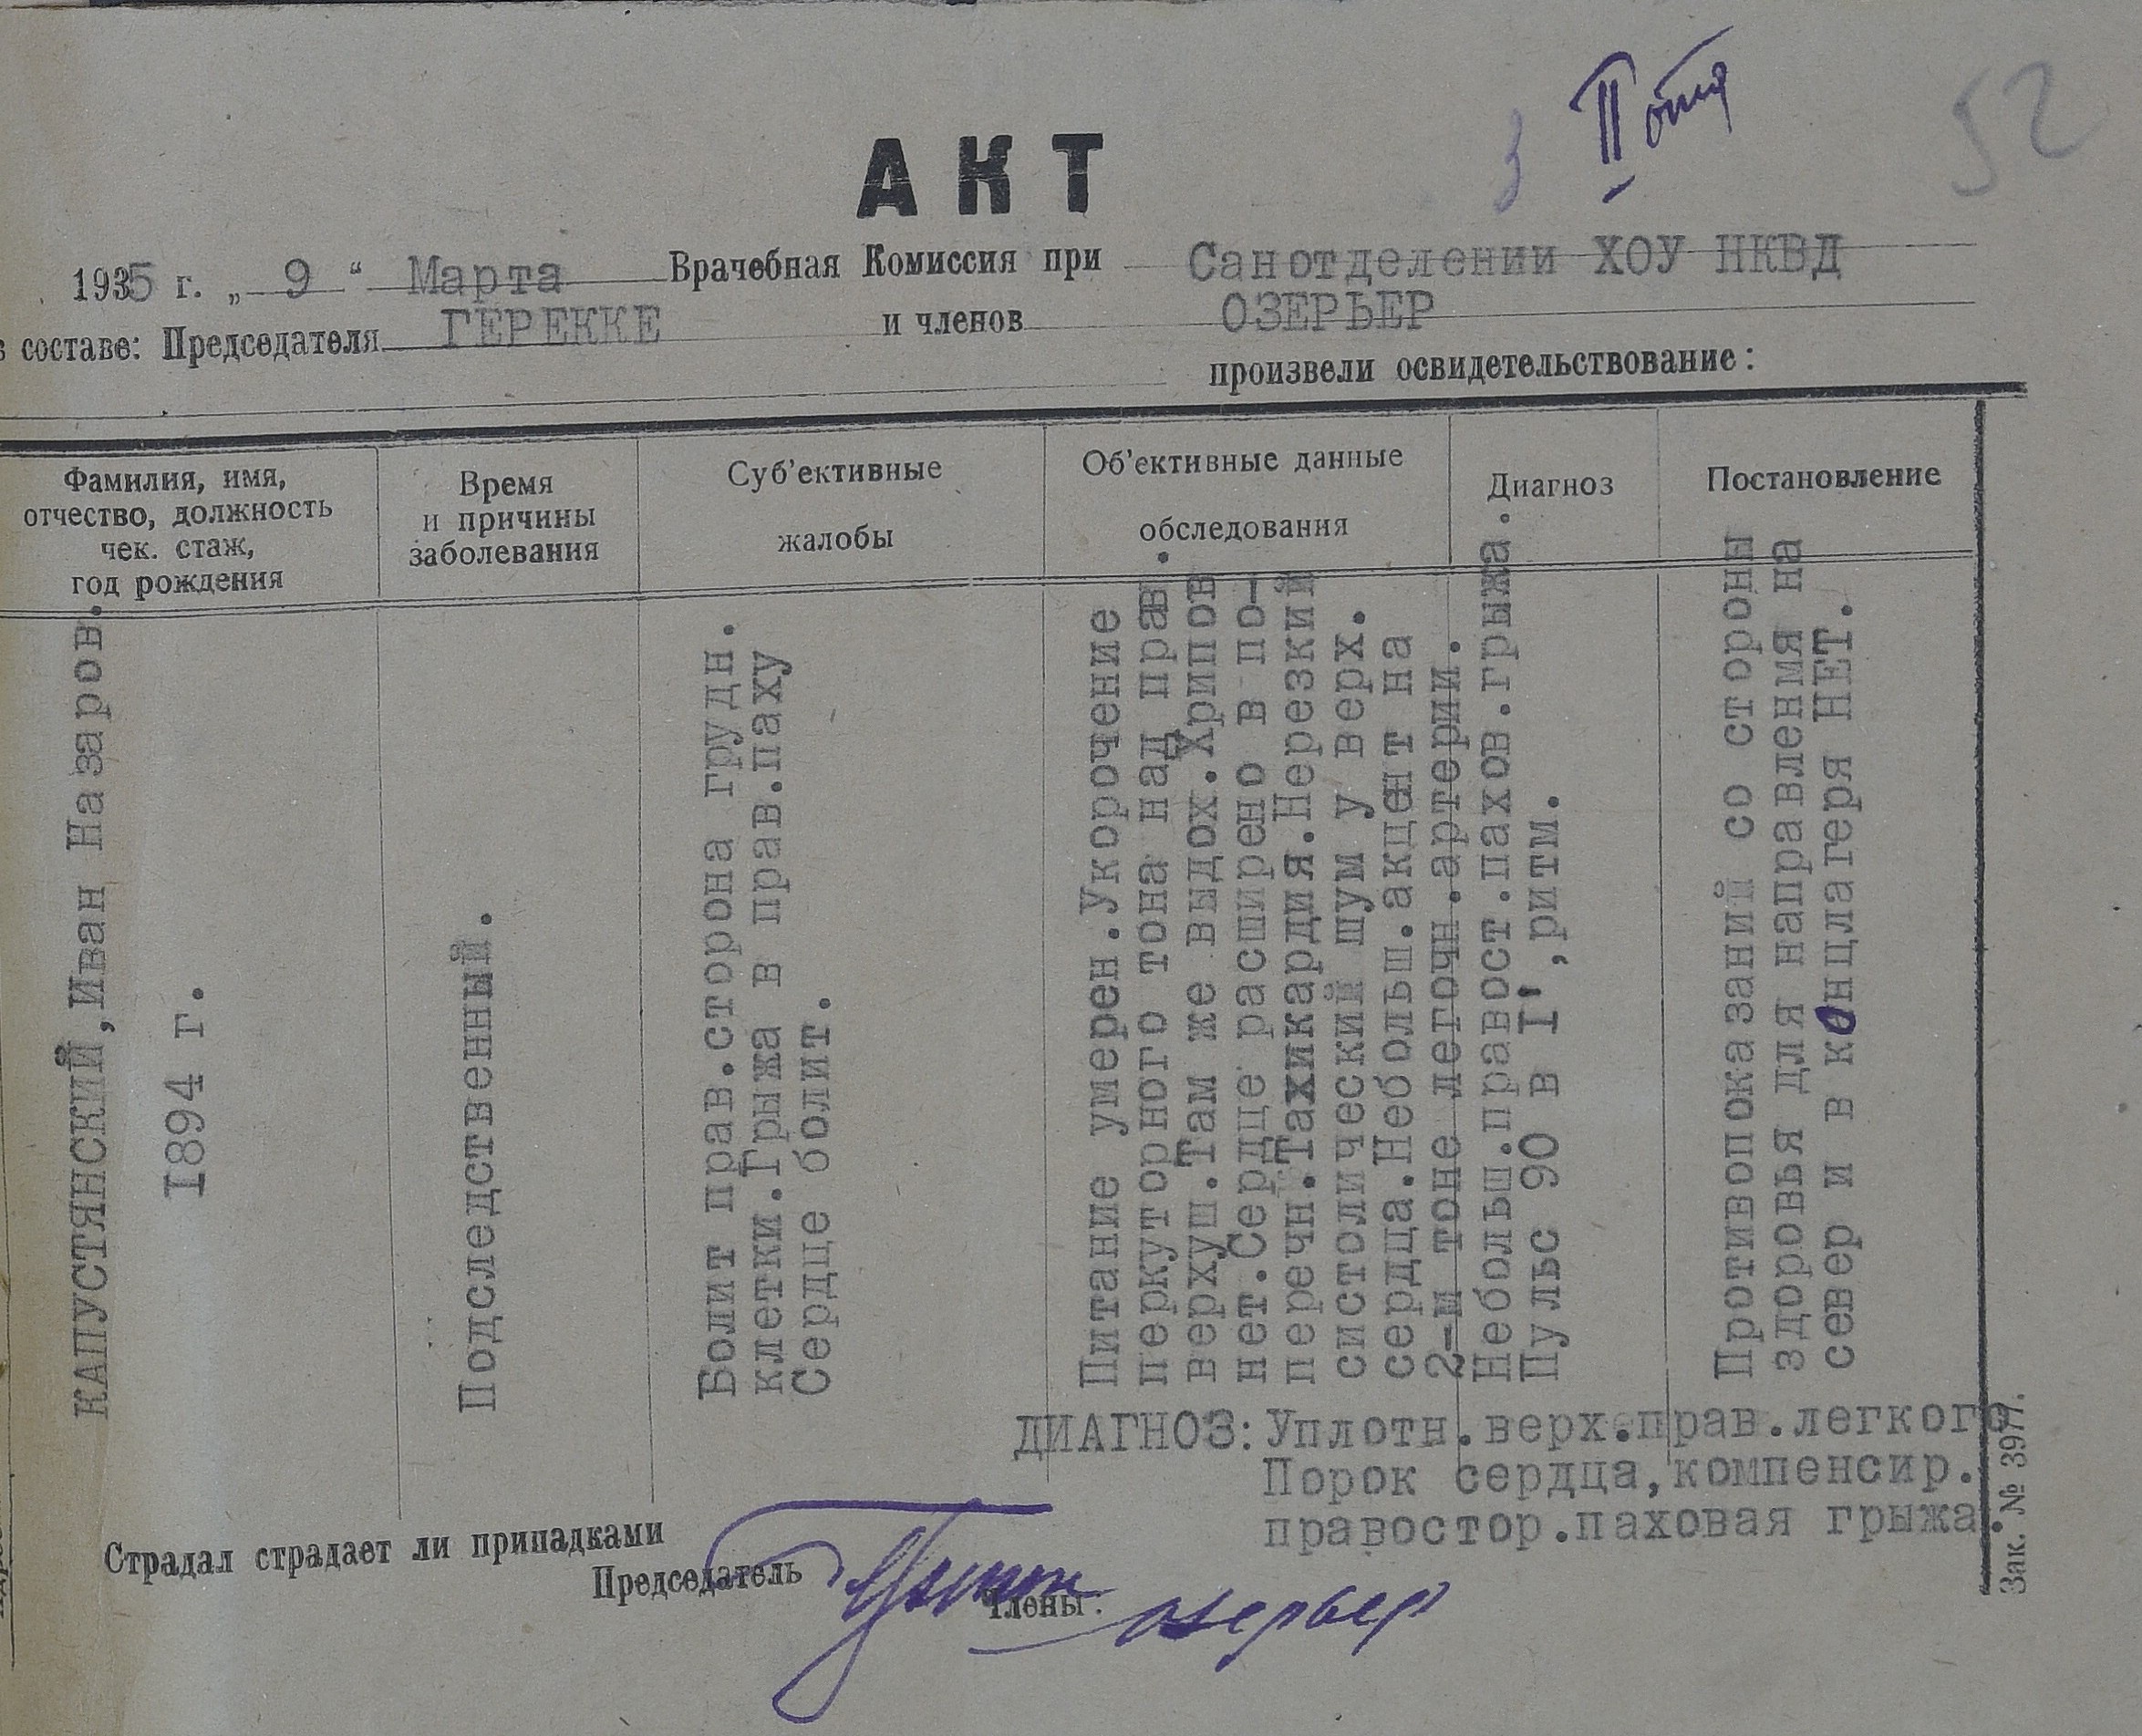 52
АКТ
1935 г. „ 9 “ Марта Врачебная Комиссия при Санотделении ХОУ НКВД
составе: Председателя ГЕРЕККЕ и членов ОЗЕРЬЕР
произвели освидетельствование:
Фамилия, имя,
отчество, должность
чек. стаж,
год рождения
Время
и причины
заболевания
Суб'ективные
жалобы
Об'ективные данные
обследования
Диагноз
Постановление
КАПУСТЯНСКИЙ,Иван Назаров.
I894 г.
Подследственный.
Болит прав.сторона грудн.
клетки.Грыжа в прав.паху
Сердце болит.
Питание умерен.Укорочение
перкуторного тона над прав.
верхуш.Там же выдох.Хрипов
нет.Сердце расширено в по-
перечн.Тахикардия.Нерезкий
систолический шум у верх.
сердца.Небольш.акцент на
2-м тоне легочн.артерии.
Небольш.правост.пахов.грыжа.
Пульс 90 в I',ритм.
Противопоказаний со стороны
здоровья для направления на
север и в концлагеря НЕТ.
ДИАГНОЗ:Уплотн.верх.прав.легкого
Порок сердца,компенсир.
правостор.паховая грыжа.
Зак. № 3977.
Страдал страдает ли припадками
Председатель
Члены:
Озерьер